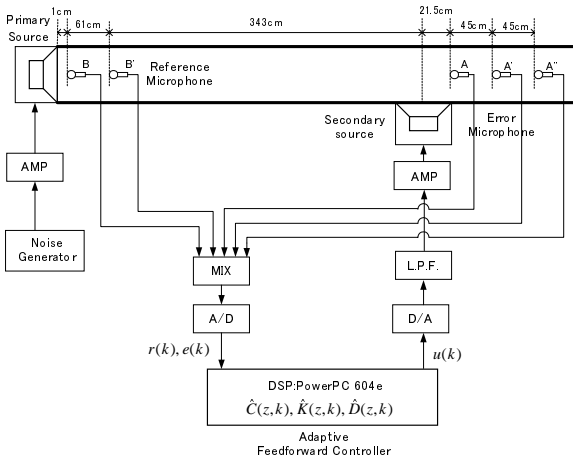 1cm
61cm
343cm
21.5cm
45cm
45cm
Primary
Source
B
B'
Reference
Microphone
A
A'
A''
Secondary
source
Error
Microphone
AMP
AMP
Noise
Generator
MIX
L.P.F.
A/D
D/A
r(k), e(k)
u(k)
DSP:PowerPC 604e
Ĉ(z,k), K̂(z,k), D̂(z,k)
Adaptive
Feedforward Controller